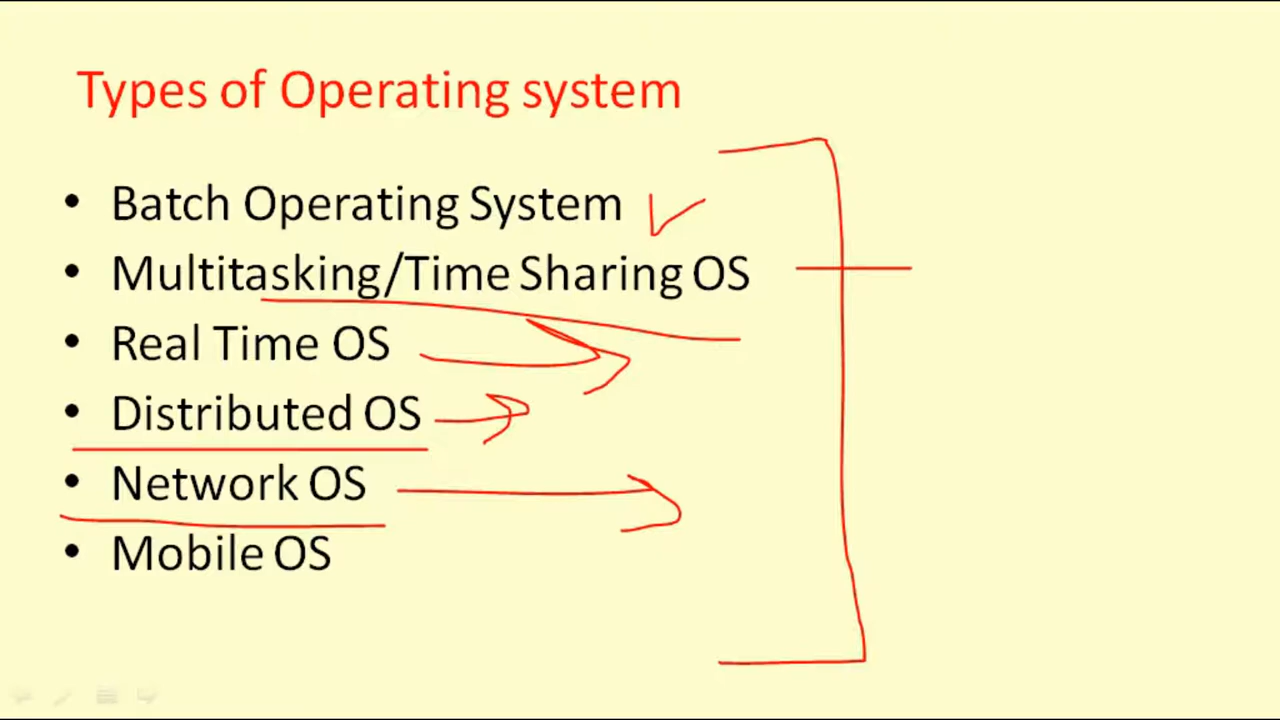 Types of Operating system
• Batch Operating System
• Multitasking/Time Sharing OS
• Real Time OS
• Distributed OS
• Network OS
• Mobile OS